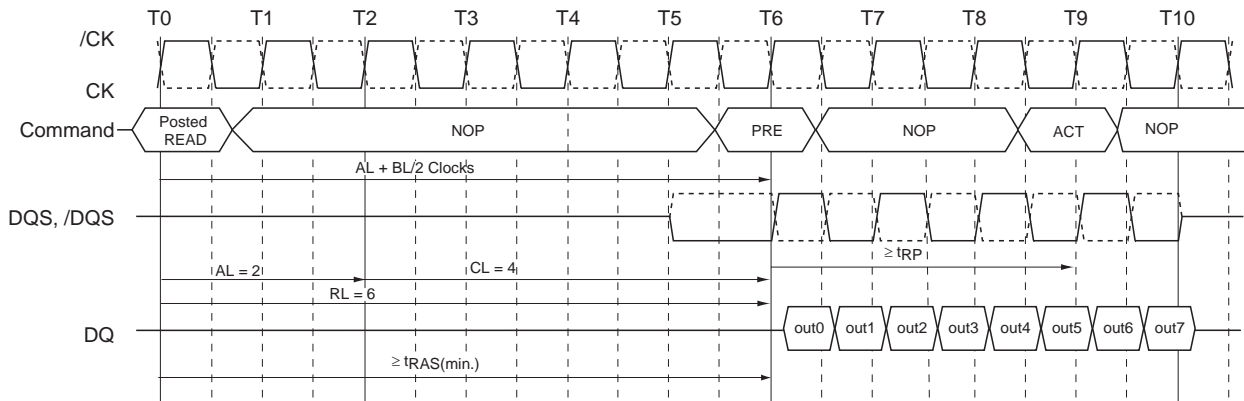 T0 T1 T2 T3 T4 T5 T6 T7 T8 T9 T10
/CK
CK
Command Posted READ NOP PRE NOP ACT NOP
AL + BL/2 Clocks
DQS, /DQS
≥ tRP
AL = 2 CL = 4
RL = 6
DQ out0 out1 out2 out3 out4 out5 out6 out7
≥ tRAS(min.)